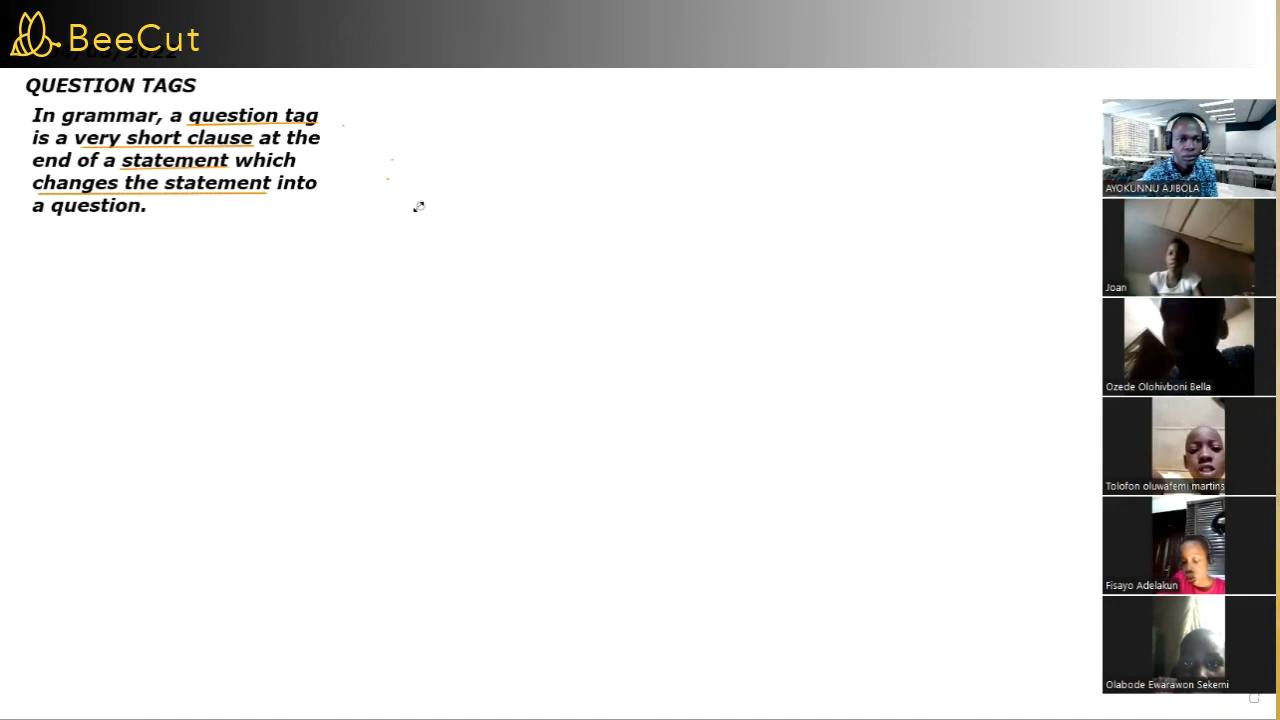 BeeCut
QUESTION TAGS
In grammar, a question tag
is a very short clause at the
end of a statement which
changes the statement into
a question.
AYOKUNNU AJIBOLA
Joan
Ozede Olohivboni Bella
Tolofon oluwafemi martins
Fisayo Adelakun
Olabode Ewarawon Sekemi